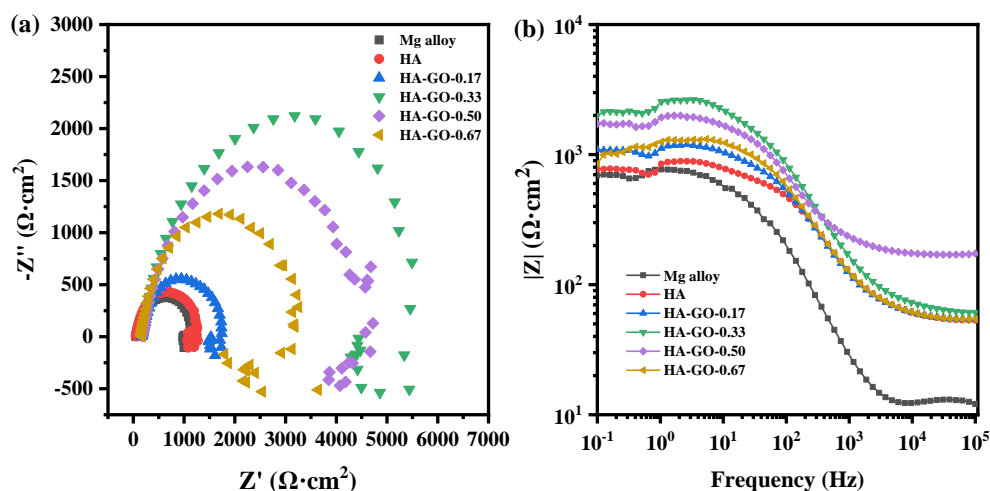 (a)
3000
2500
2000
1500
1000
500
0
-500
-Z'' (Ω·cm²)
0 1000 2000 3000 4000 5000 6000 7000
Z' (Ω·cm²)
Mg alloy
HA
HA-GO-0.17
HA-GO-0.33
HA-GO-0.50
HA-GO-0.67
(b)
10⁴
10³
10²
10¹
|Z| (Ω·cm²)
10⁻¹ 10⁰ 10¹ 10² 10³ 10⁴ 10⁵
Frequency (Hz)
Mg alloy
HA
HA-GO-0.17
HA-GO-0.33
HA-GO-0.50
HA-GO-0.67